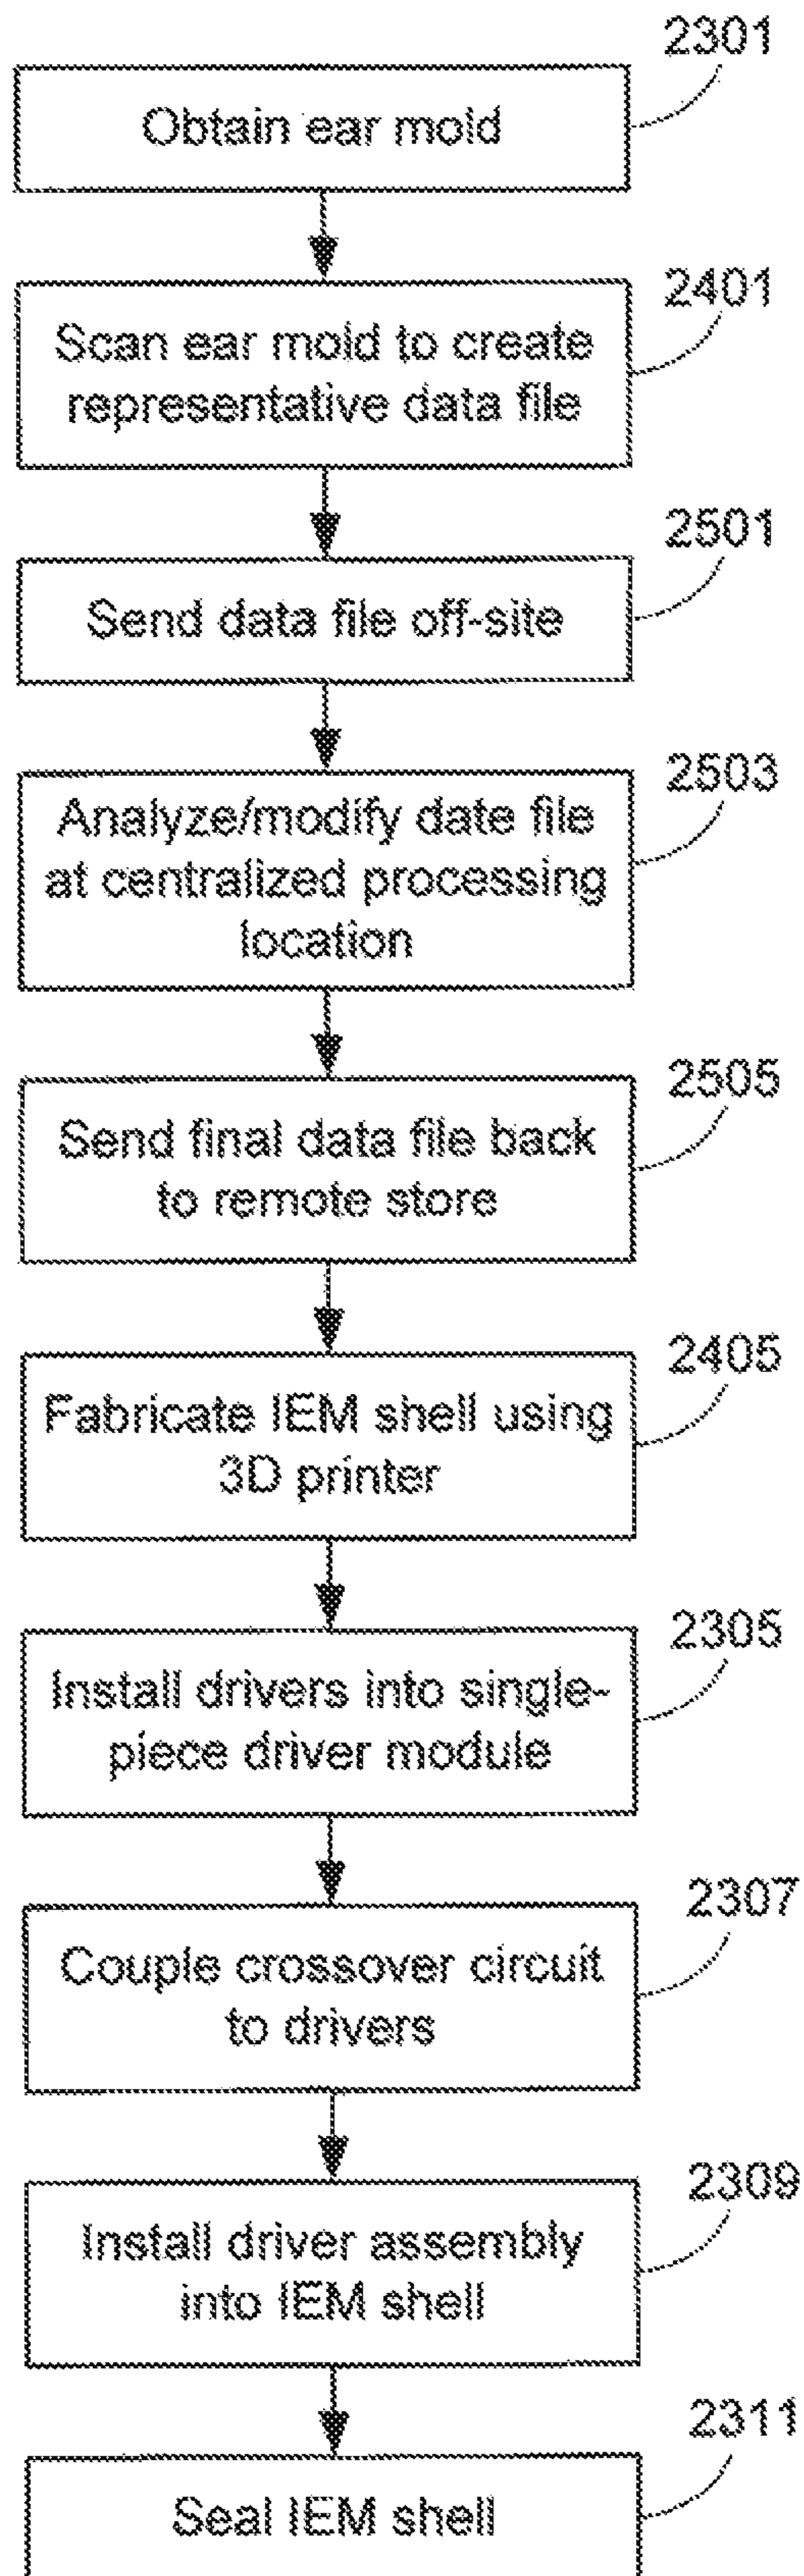 2301
Obtain ear mold
2401
Scan ear mold to create
representative data file
2501
Send data file off-site
2503
Analyze/modify date file
at centralized processing
location
2505
Send final data file back
to remote store
2405
Fabricate IEM shell using
3D printer
2305
Install drivers into single-
piece driver module
2307
Couple crossover circuit
to drivers
2309
Install driver assembly
into IEM shell
2311
Seal IEM shell